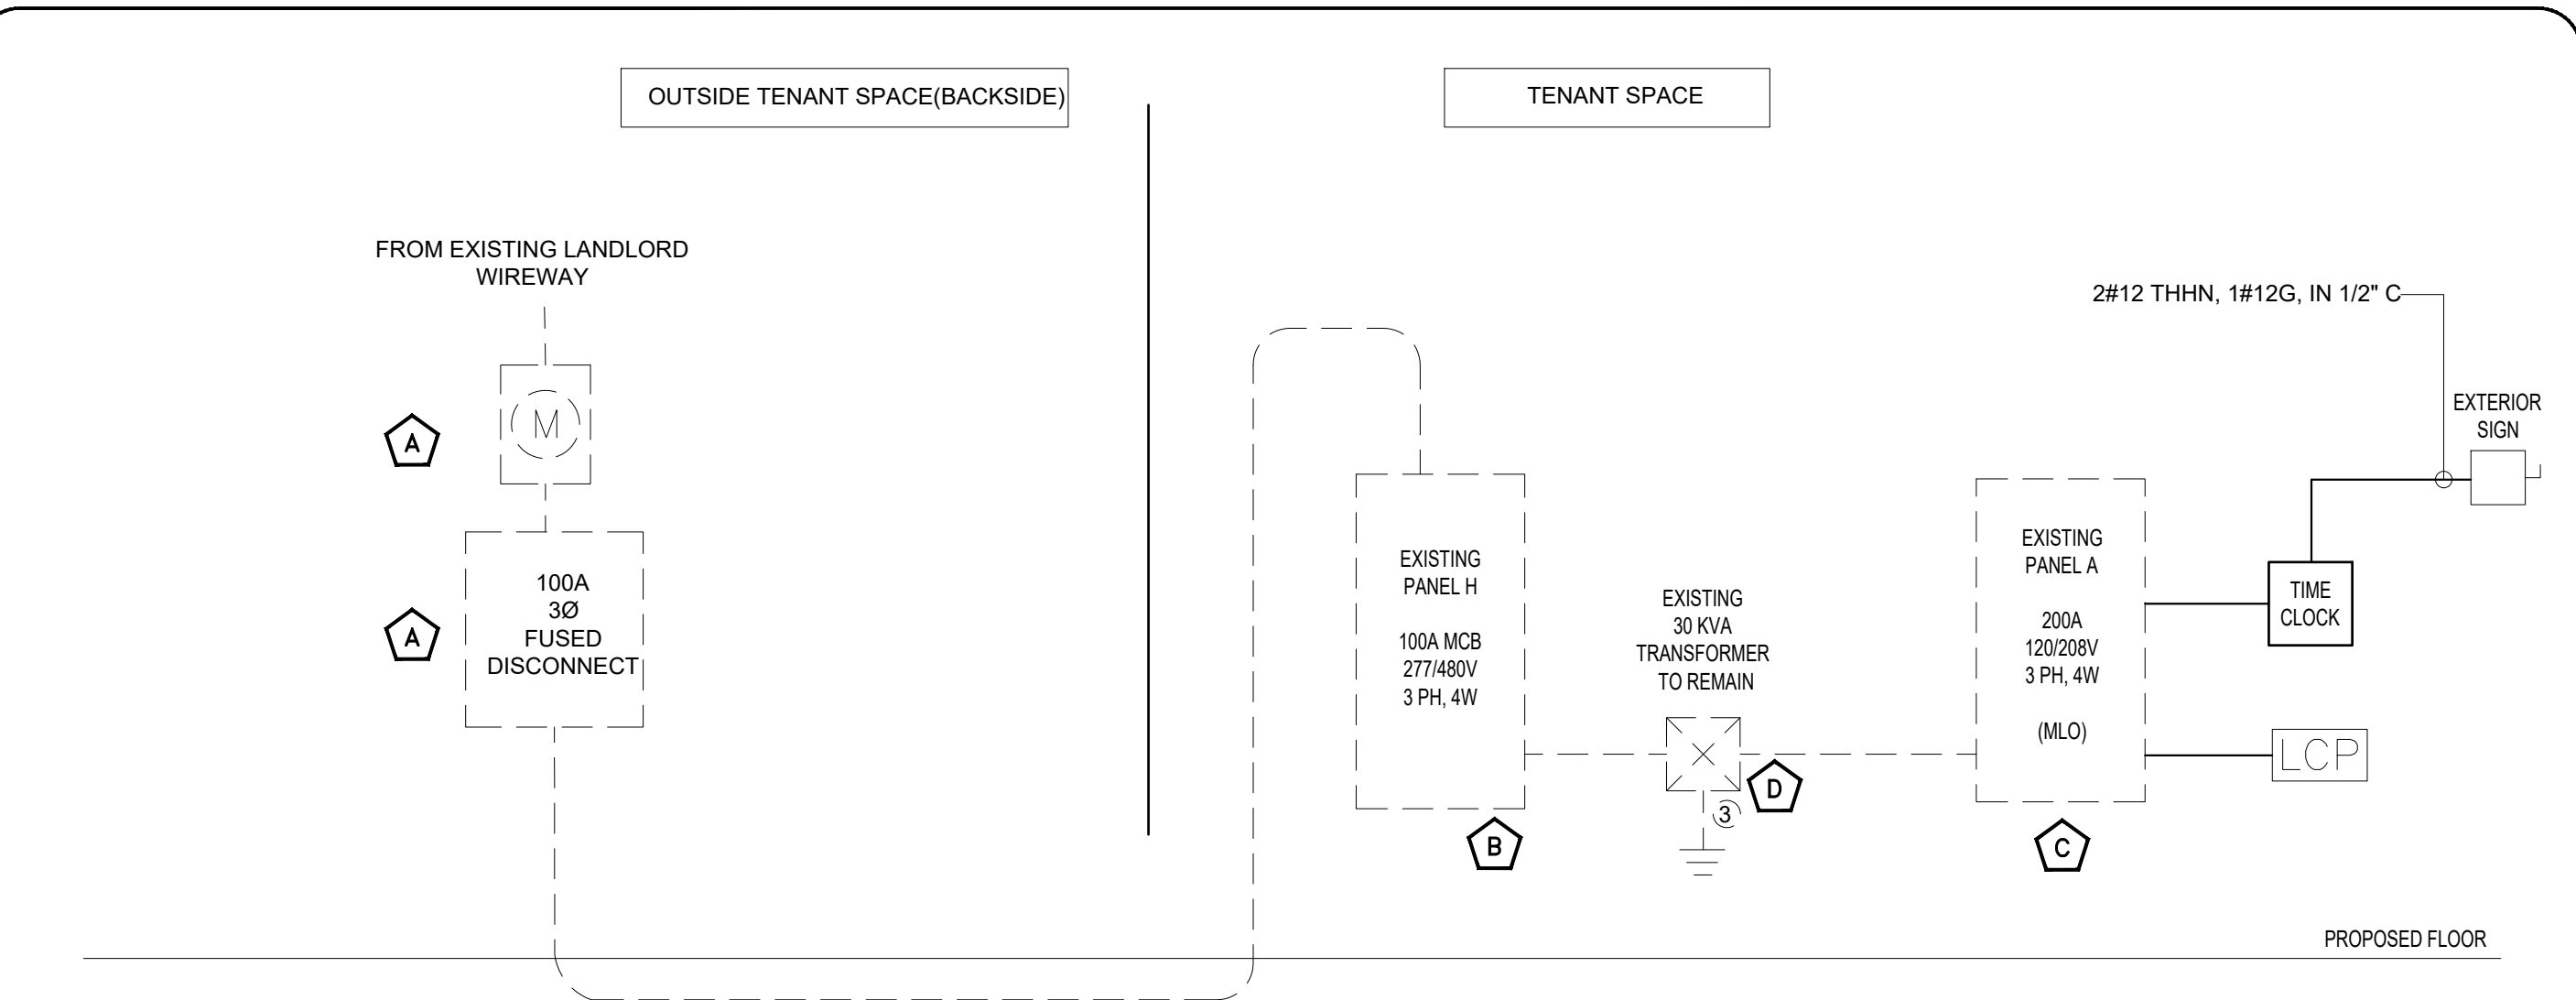 OUTSIDE TENANT SPACE(BACKSIDE)
TENANT SPACE
FROM EXISTING LANDLORD
WIREWAY
M
A
A
100A
3Ø
FUSED
DISCONNECT
EXISTING
PANEL H
100A MCB
277/480V
3 PH, 4W
B
EXISTING
30 KVA
TRANSFORMER
TO REMAIN
D
3
EXISTING
PANEL A
200A
120/208V
3 PH, 4W
(MLO)
C
2#12 THHN, 1#12G, IN 1/2" C
EXTERIOR
SIGN
TIME
CLOCK
LCP
PROPOSED FLOOR